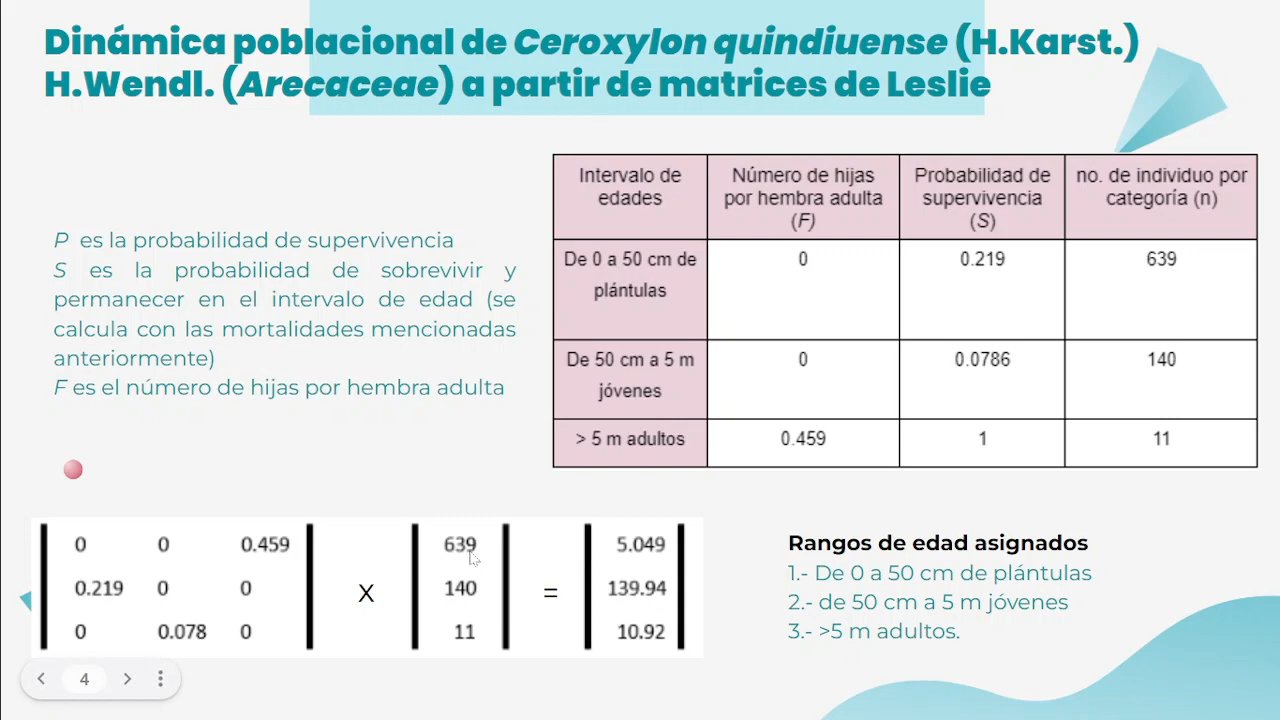 Dinámica poblacional de Ceroxylon quindiuense (H.Karst.)
H.Wendl. (Arecaceae) a partir de matrices de Leslie
P es la probabilidad de supervivencia
S es la probabilidad de sobrevivir y
permanecer en el intervalo de edad (se
calcula con las mortalidades mencionadas
anteriormente)
F es el número de hijas por hembra adulta
Intervalo de
edades
Número de hijas
por hembra adulta
(F)
Probabilidad de
supervivencia
(S)
no. de individuo por
categoría (n)
De 0 a 50 cm de
plántulas
0
0.219
639
De 50 cm a 5 m
jóvenes
0
0.0786
140
> 5 m adultos
0.459
1
11
0 0 0.459
0.219 0 0
0 0.078 0
X
639
140
11
=
5.049
139.94
10.92
Rangos de edad asignados
1.- De 0 a 50 cm de plántulas
2.- de 50 cm a 5 m jóvenes
3.- >5 m adultos.
4